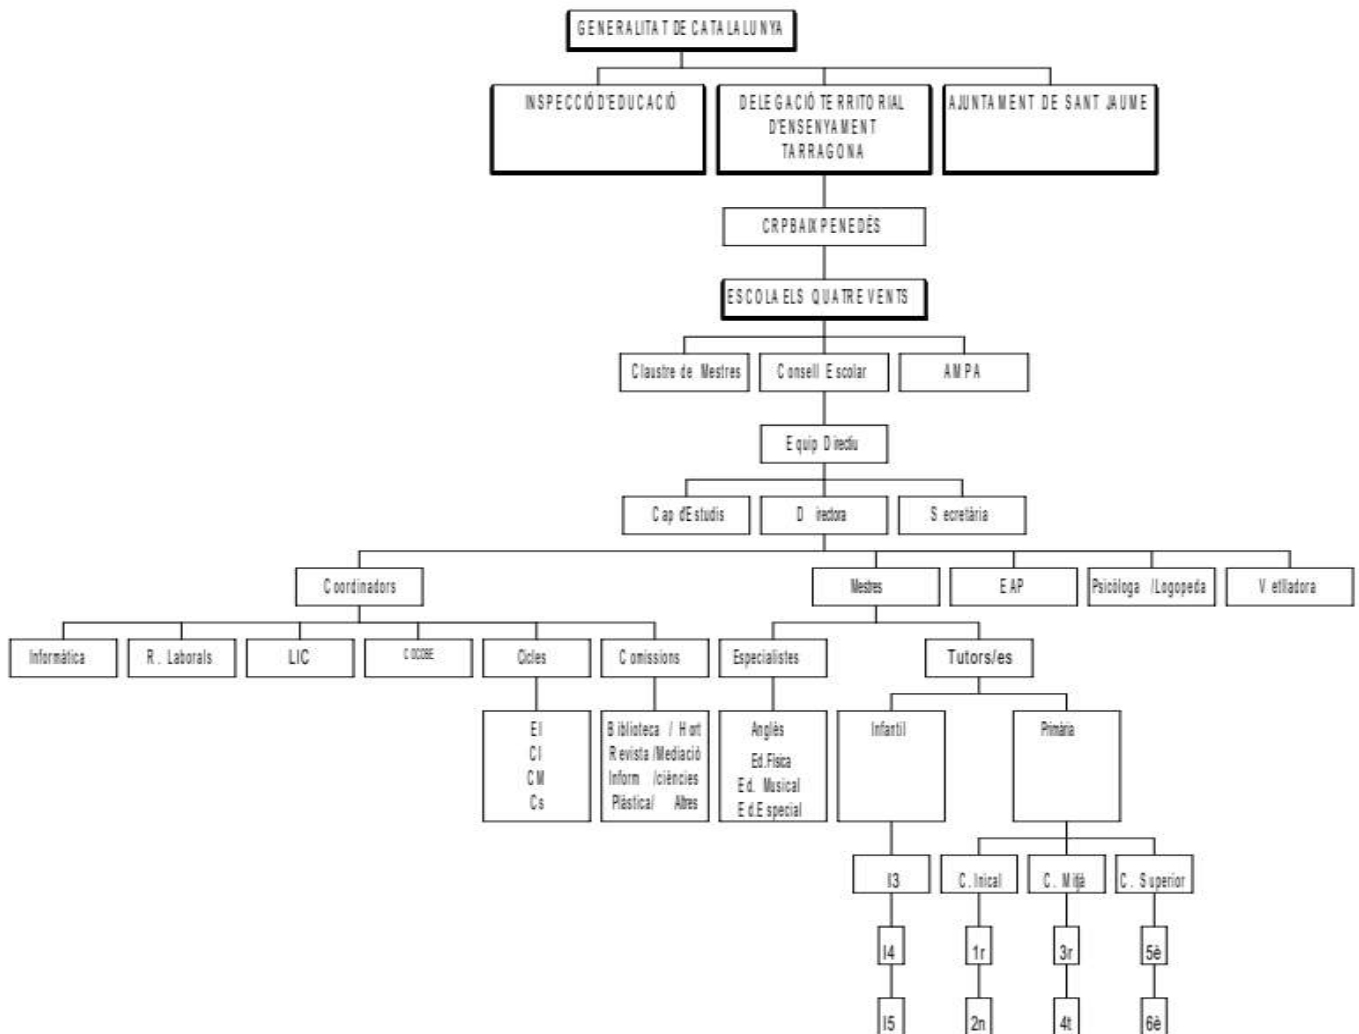 GENERALITAT DE CATALALUNYA
INSPECCIÓ D'EDUCACIÓ
DELEGACIÓ TERRITORIAL
D'ENSENYAMENT
TARRAGONA
AJUNTAMENT DE SANT JAUME
CRP BAIX PENEDÈS
ESCOLA ELS QUATRE VENTS
Claustre de Mestres
Consell Escolar
AMPA
Equip Directiu
Cap d'Estudis
Directora
Secretària
Coordinadors
Mestres
EAP
Psicòloga /Logopeda
Vetlladora
Informàtica
R. Laborals
LIC
COCOBE
Cicles
Comissions
Especialistes
Tutors/es
EI
CI
CM
Cs
Biblioteca / Hort
Revista /Mediació
Inform /ciències
Plàstica/ Altres
Anglès
Ed.Física
Ed. Musical
Ed.Especial
Infantil
Primària
I3
C. Inical
C. Mitjà
C. Superior
I4
1r
3r
5è
I5
2n
4t
6è